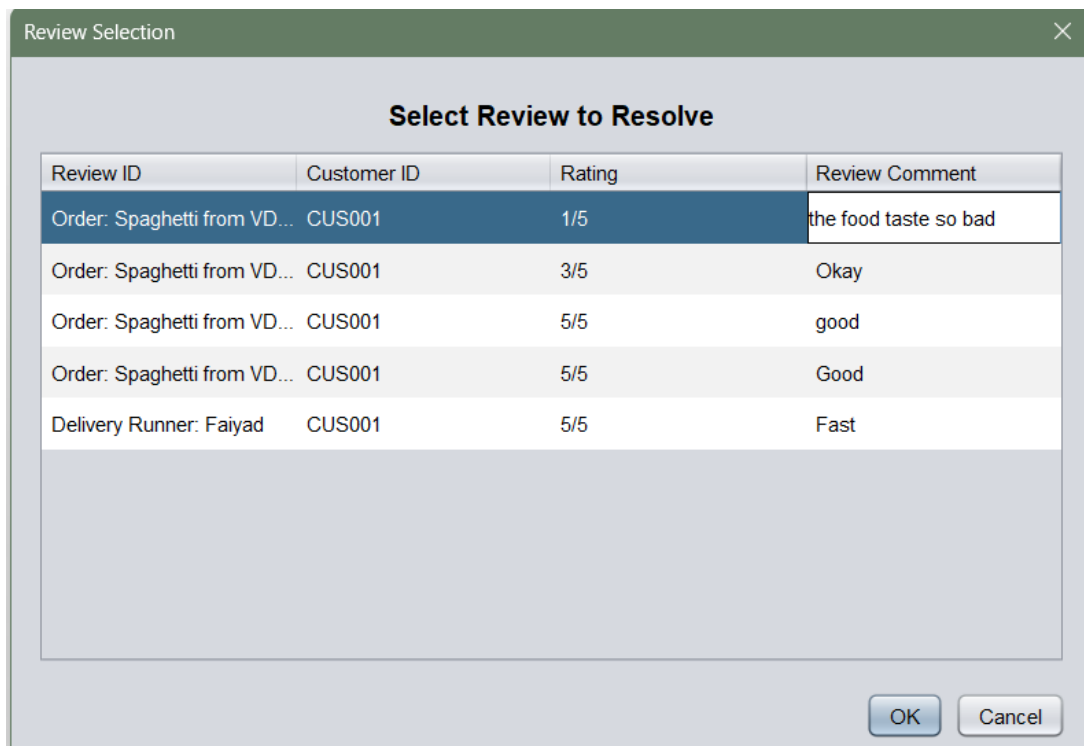 Review Selection
Select Review to Resolve
Review ID Customer ID Rating Review Comment
Order: Spaghetti from VD... CUS001 1/5 the food taste so bad
Order: Spaghetti from VD... CUS001 3/5 Okay
Order: Spaghetti from VD... CUS001 5/5 good
Order: Spaghetti from VD... CUS001 5/5 Good
Delivery Runner: Faiyad CUS001 5/5 Fast
OK Cancel